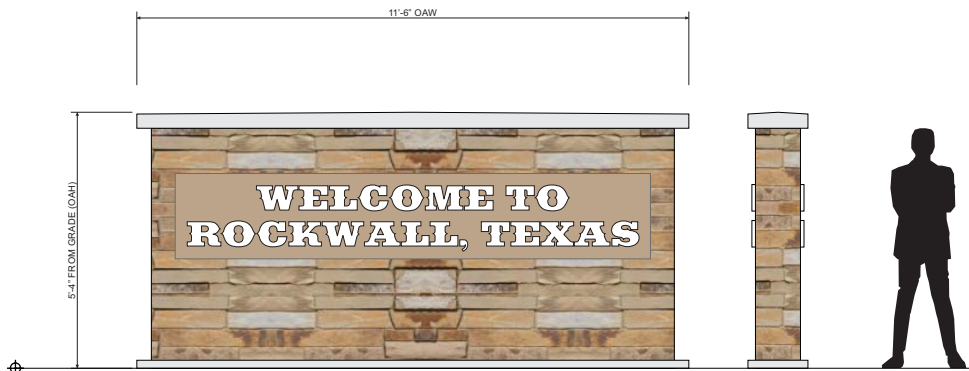 11'-6" OAW
5'-4" FROM GRADE (OAH)
WELCOME TO
ROCKWALL, TEXAS